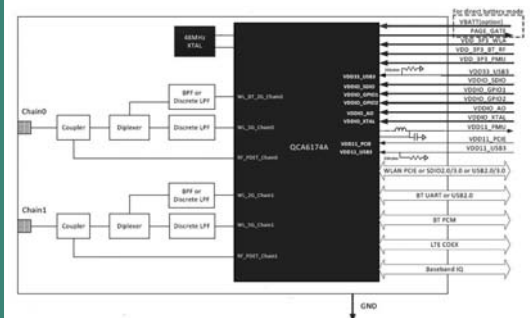 For direct battery mode
VBATT(option)
PAGE_GATE
VDD_3P3_WLA
VDD_3P3_BT_RF
VDD_3P3_PMU
VDD33_USB3
VDDIO_SDIO
VDDIO_GPIO1
VDDIO_GPIO2
VDDIO_AO
VDDIO_XTAL
VDD11_PMU
VDD11_PCIE
VDD11_USB3
48MHz
XTAL
VDD33_USB3
VDDIO_SDIO
VDDIO_GPIO1
VDDIO_GPIO2
VDDIO_AO
VDDIO_XTAL
VDD11_PCIE
VDD11_USB3
QCA6174A
Chain0
Coupler
Diplexer
BPF or
Discrete LPF
Discrete LPF
WL_BT_2G_Chain0
WL_5G_Chain0
RF_PDET_Chain0
Chain1
Coupler
Diplexer
BPF or
Discrete LPF
Discrete LPF
WL_2G_Chain1
WL_5G_Chain1
RF_PDET_Chain1
WLAN PCIE or SDIO2.0/3.0 or USB2.0/3.0
BT UART or USB2.0
BT PCM
LTE COEX
Baseband IQ
GND